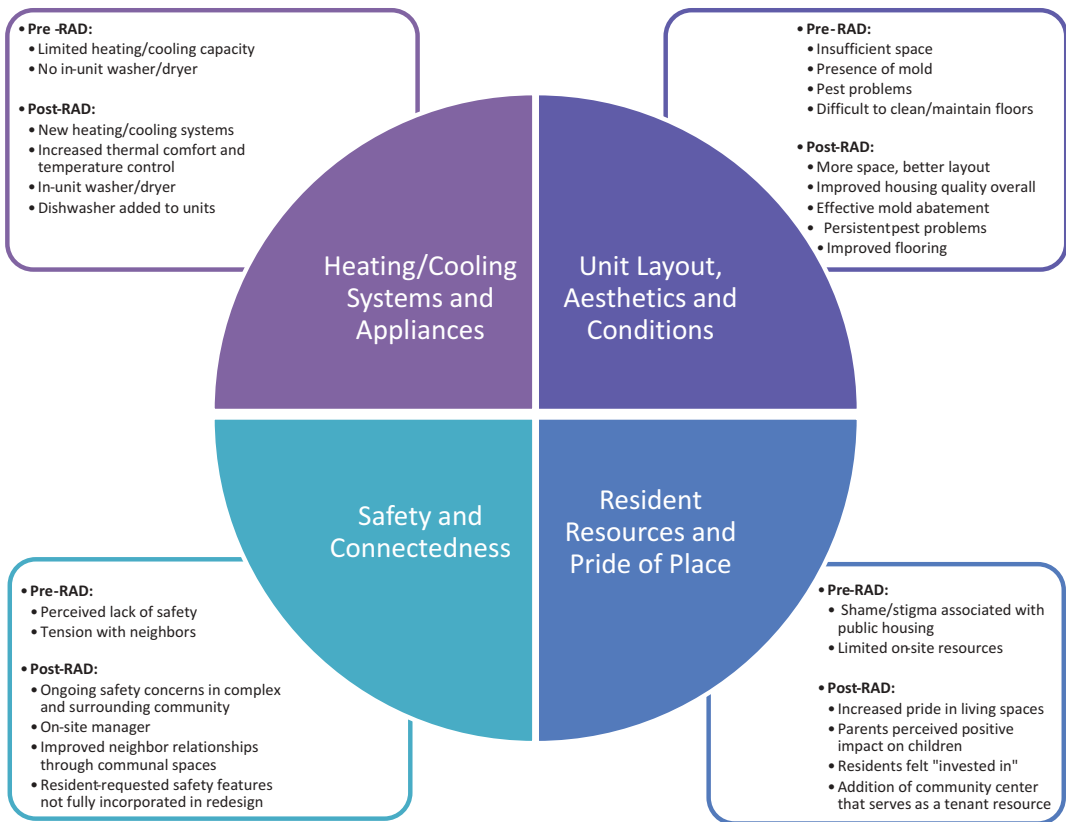 • Pre -RAD:
• Limited heating/cooling capacity
• No in-unit washer/dryer
• Post-RAD:
• New heating/cooling systems
• Increased thermal comfort and
temperature control
• In-unit washer/dryer
• Dishwasher added to units
• Pre-RAD:
• Insufficient space
• Presence of mold
• Pest problems
• Difficult to clean/maintain floors
• Post-RAD:
• More space, better layout
• Improved housing quality overall
• Effective mold abatement
• Persistent pest problems
• Improved flooring
Heating/Cooling
Systems and
Appliances
Unit Layout,
Aesthetics and
Conditions
Safety and
Connectedness
Resident
Resources and
Pride of Place
• Pre-RAD:
• Perceived lack of safety
• Tension with neighbors
• Post-RAD:
• Ongoing safety concerns in complex
and surrounding community
• On-site manager
• Improved neighbor relationships
through communal spaces
• Resident-requested safety features
not fully incorporated in redesign
• Pre-RAD:
• Shame/stigma associated with
public housing
• Limited on-site resources
• Post-RAD:
• Increased pride in living spaces
• Parents perceived positive
impact on children
• Residents felt "invested in"
• Addition of community center
that serves as a tenant resource